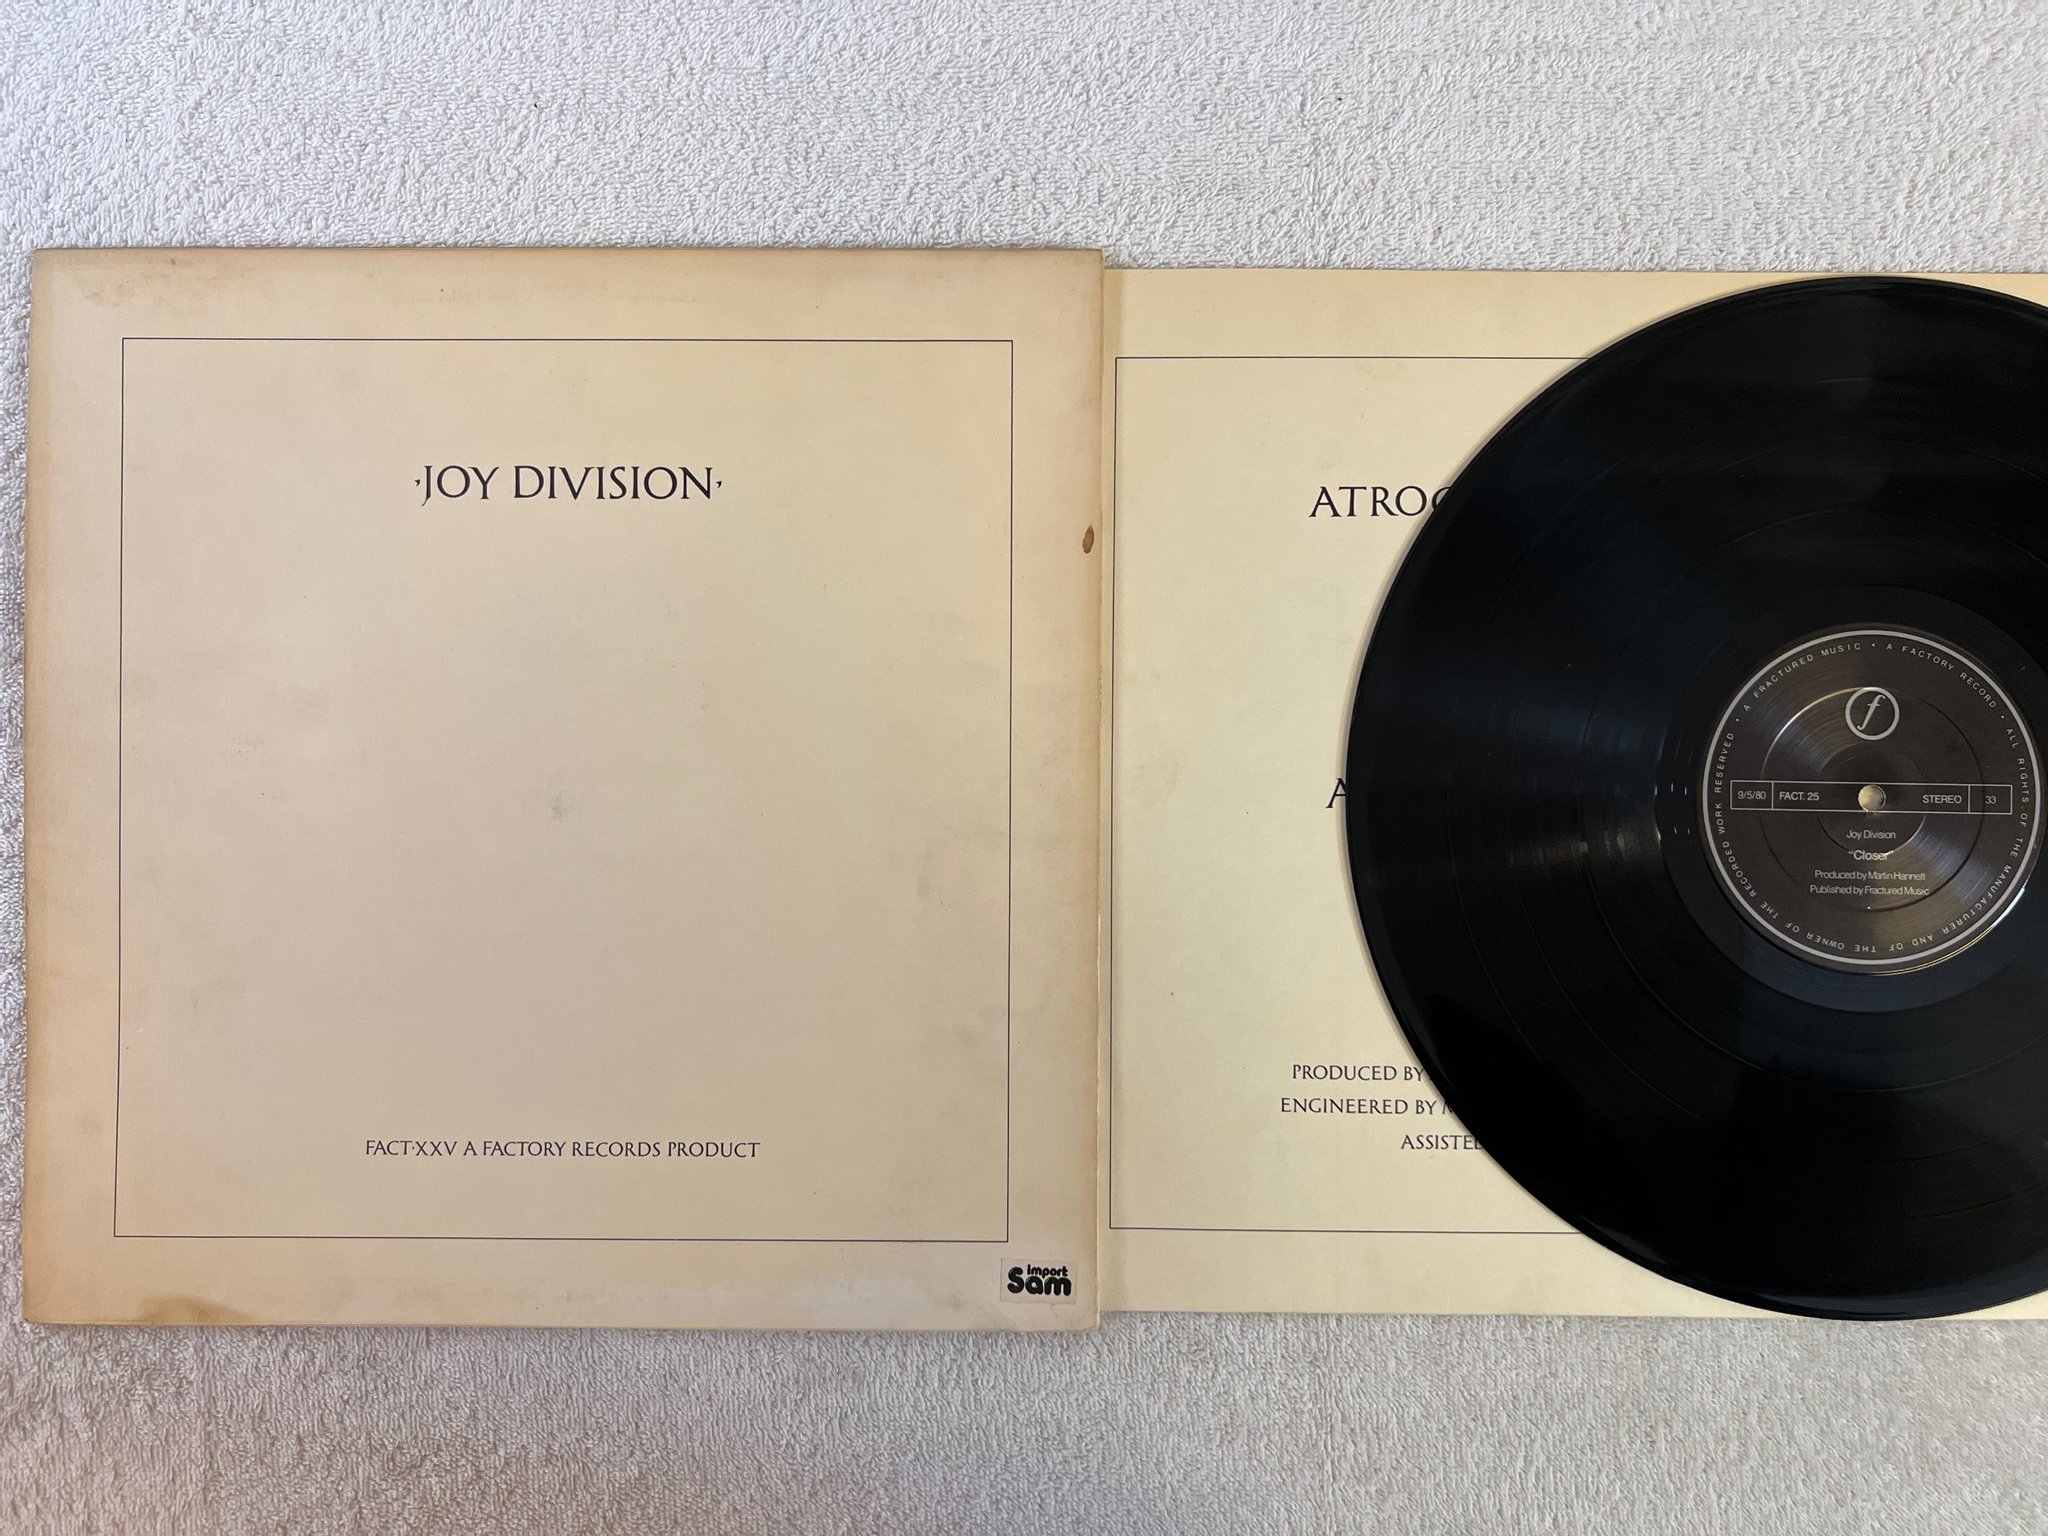 ·JOY DIVISION·
FACT·XXV A FACTORY RECORDS PRODUCT
Import
Sam
ATROC
A
PRODUCED BY
ENGINEERED BY M
ASSISTED
A FRACTURED MUSIC • A FACTORY RECORD • ALL RIGHTS OF THE MANUFACTURER AND OF THE OWNER OF THE RECORDED WORK RESERVED •
f
9/5/80 FACT. 25 STEREO 33
Joy Division
"Closer"
Produced by Martin Hannett
Published by Fractured Music